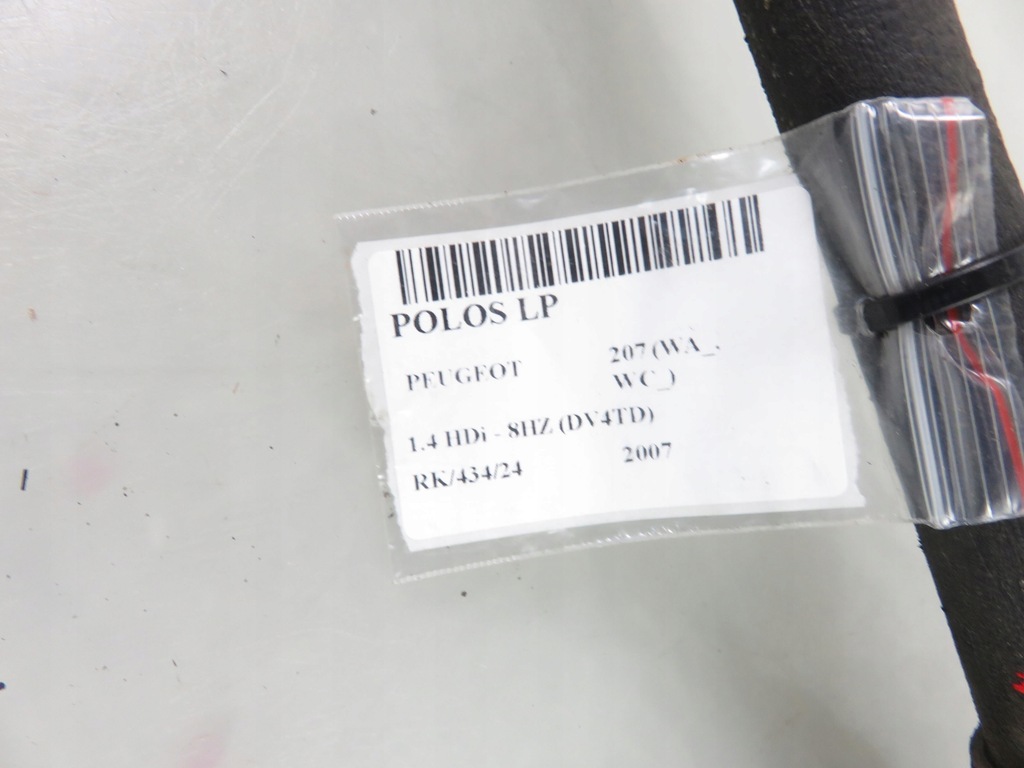 POLOS LP
PEUGEOT 207 (WA_,
WC_)
1.4 HDi - 8HZ (DV4TD)
RK/434/24 2007